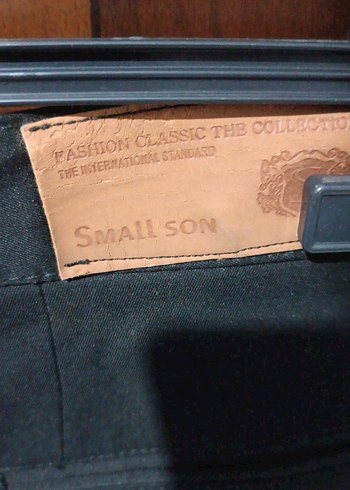 FASHION CLASSIC THE COLLECTION
THE INTERNATIONAL STANDARD
SMALL SON